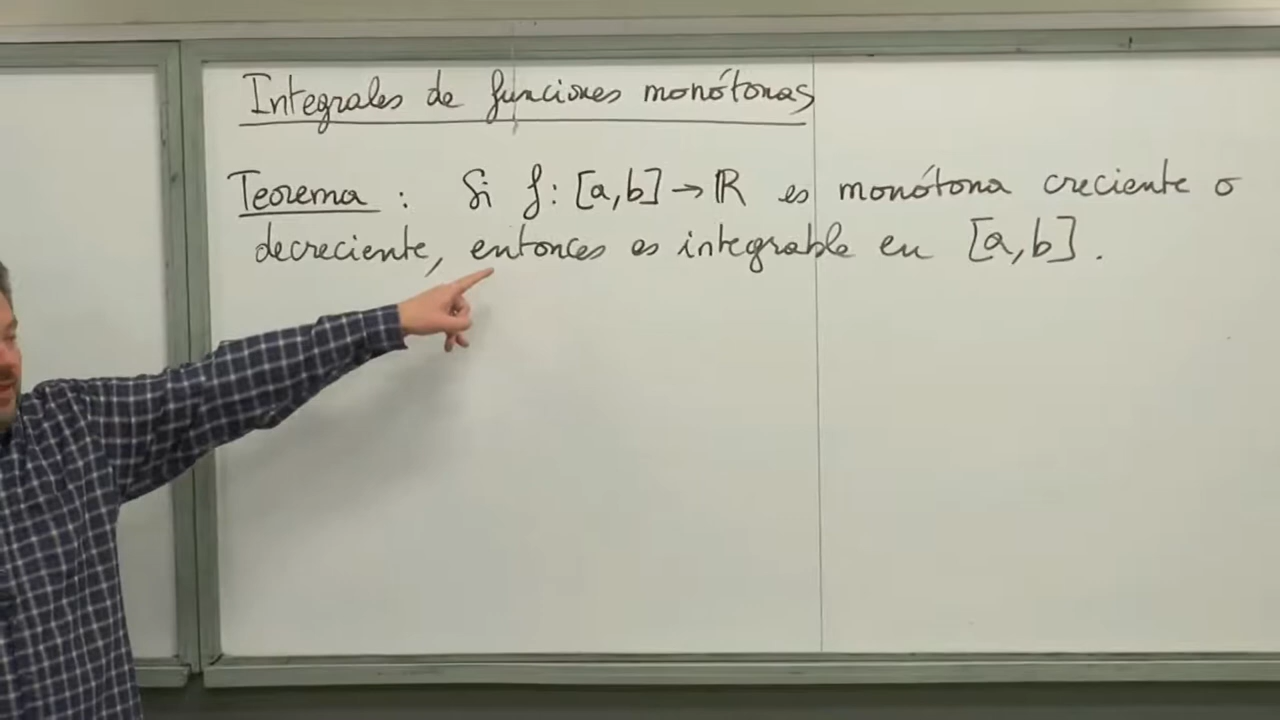 Integrales de funciones monótonas
Teorema : Si f: [a,b] → ℝ es monótona creciente o
decreciente, entonces es integrable en [a,b].